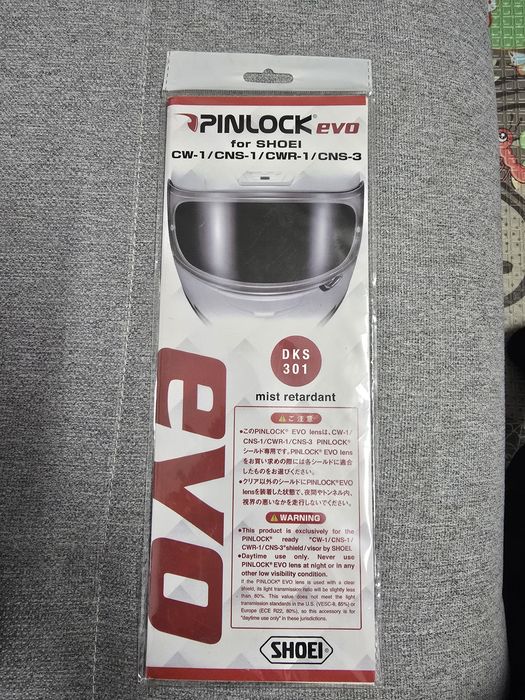 PINLOCK® evo
for SHOEI
CW-1/CNS-1/CWR-1/CNS-3
DKS
301
mist retardant
evo
ご注意
●このPINLOCK® EVO lensは、CW-1/
CNS-1/CWR-1/CNS-3 PINLOCK®
シールド専用です。PINLOCK® EVO lens
をお買い求めの際には各シールドに適合
したものをお選びください。
●クリア以外のシールドにPINLOCK® EVO
lensを装着した状態で、夜間やトンネル内、
視界の悪いなかを走行しないでください。
WARNING
●This product is exclusively for the
PINLOCK® ready "CW-1/CNS-1/
CWR-1/CNS-3"shield/visor by SHOEI.
●Daytime use only. Never use
PINLOCK® EVO lens at night or in any
other low visibility condition.
If the PINLOCK® EVO lens is used with a clear
shield, its light transmission ratio will be slightly less
than 80%. This value does not meet the light
transmission standards in the U.S. (VESC-8, 85%) or
Europe (ECE R22, 80%), so this accessory is for
"daytime use only" in these jurisdictions.
SHOEI®